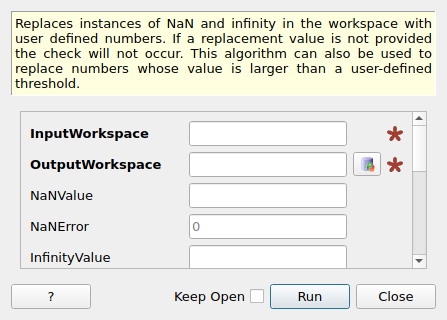 Replaces instances of NaN and infinity in the workspace with
user defined numbers. If a replacement value is not provided
the check will not occur. This algorithm can also be used to
replace numbers whose value is larger than a user-defined
threshold.
InputWorkspace
OutputWorkspace
NaNValue
NaNError 0
InfinityValue
? Keep Open Run Close